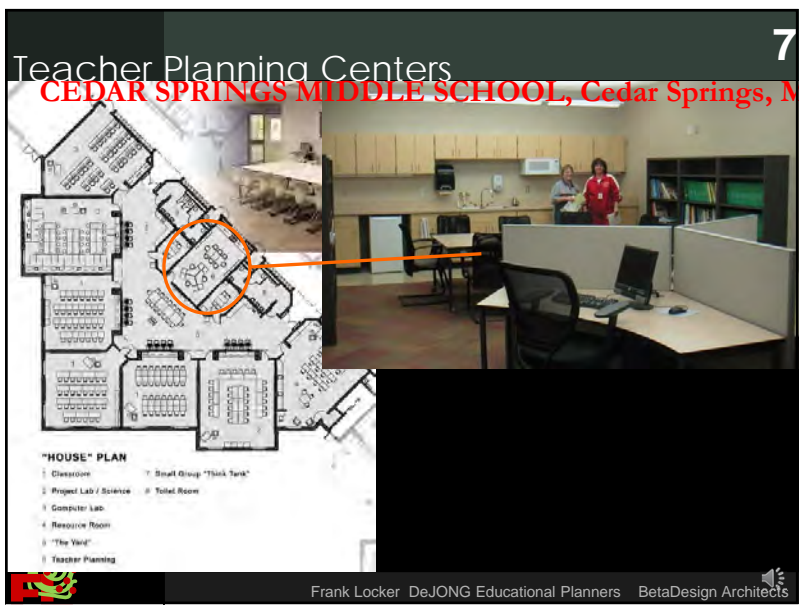 7
Teacher Planning Centers
CEDAR SPRINGS MIDDLE SCHOOL, Cedar Springs, M
"HOUSE" PLAN
1 Classroom
2 Project Lab / Science
3 Computer Lab
4 Resource Room
5 "The Yard"
6 Teacher Planning
7 Small Group "Think Tank"
8 Toilet Room
Frank Locker DeJONG Educational Planners BetaDesign Architects